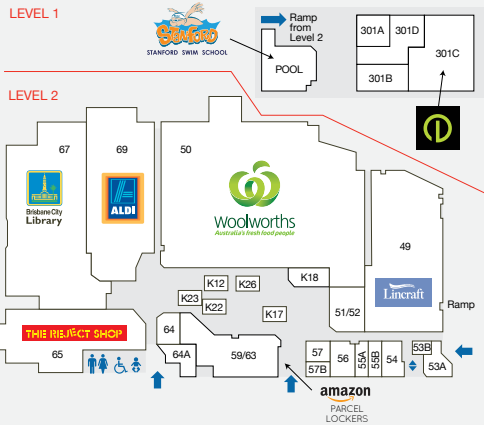 LEVEL 1
STANFORD
STANFORD SWIM SCHOOL
Ramp
from
Level 2
POOL
301A
301D
301C
301B
LEVEL 2
67
69
50
Brisbane City
Library
ALDI
Woolworths
Australia's fresh food people
49
Lincraft
Ramp
K18
K12
K26
K23
K22
K17
51/52
THE REJECT SHOP
65
64
64A
59/63
57
57B
56
55A
55B
54
53B
53A
amazon
PARCEL
LOCKERS